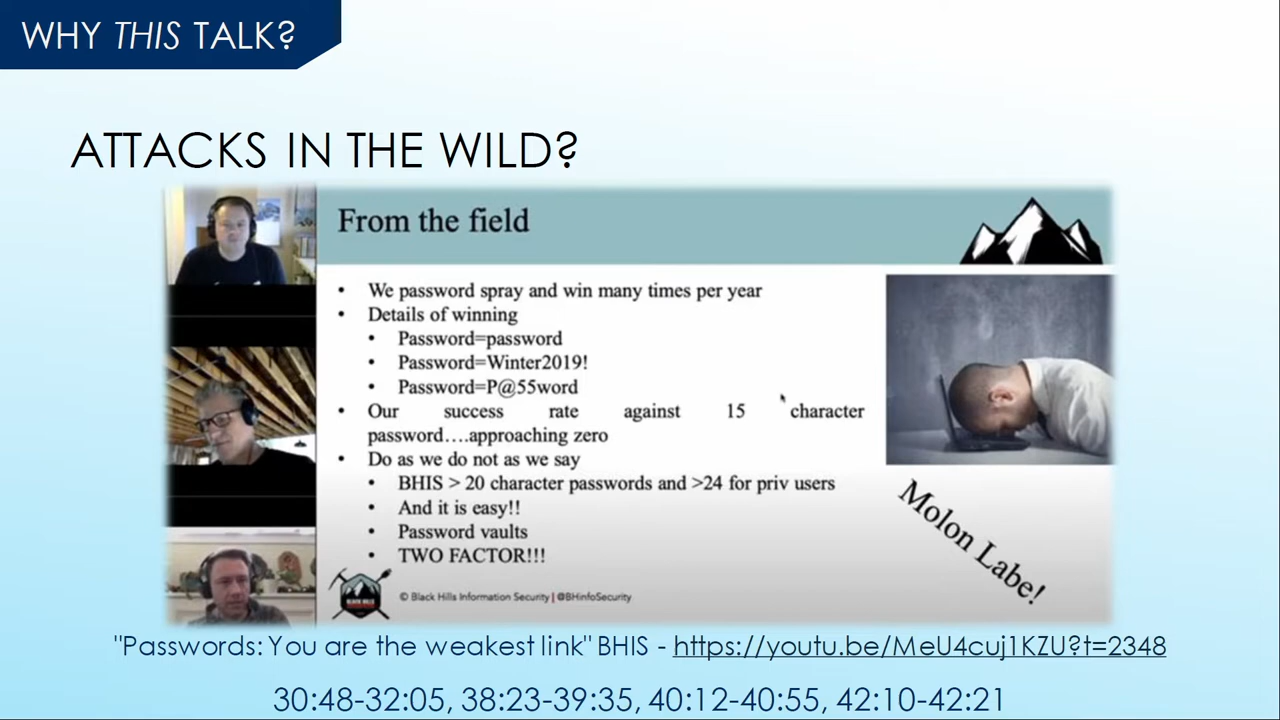 WHY THIS TALK?
ATTACKS IN THE WILD?
From the field
• We password spray and win many times per year
• Details of winning
• Password=password
• Password=Winter2019!
• Password=P@55word
• Our success rate against 15 character
password….approaching zero
• Do as we do not as we say
• BHIS > 20 character passwords and >24 for priv users
• And it is easy!!
• Password vaults
• TWO FACTOR!!!
Molon Labe!
BLACK HILLS
© Black Hills Information Security | @BHinfoSecurity
"Passwords: You are the weakest link" BHIS - https://youtu.be/MeU4cuj1KZU?t=2348
30:48-32:05, 38:23-39:35, 40:12-40:55, 42:10-42:21